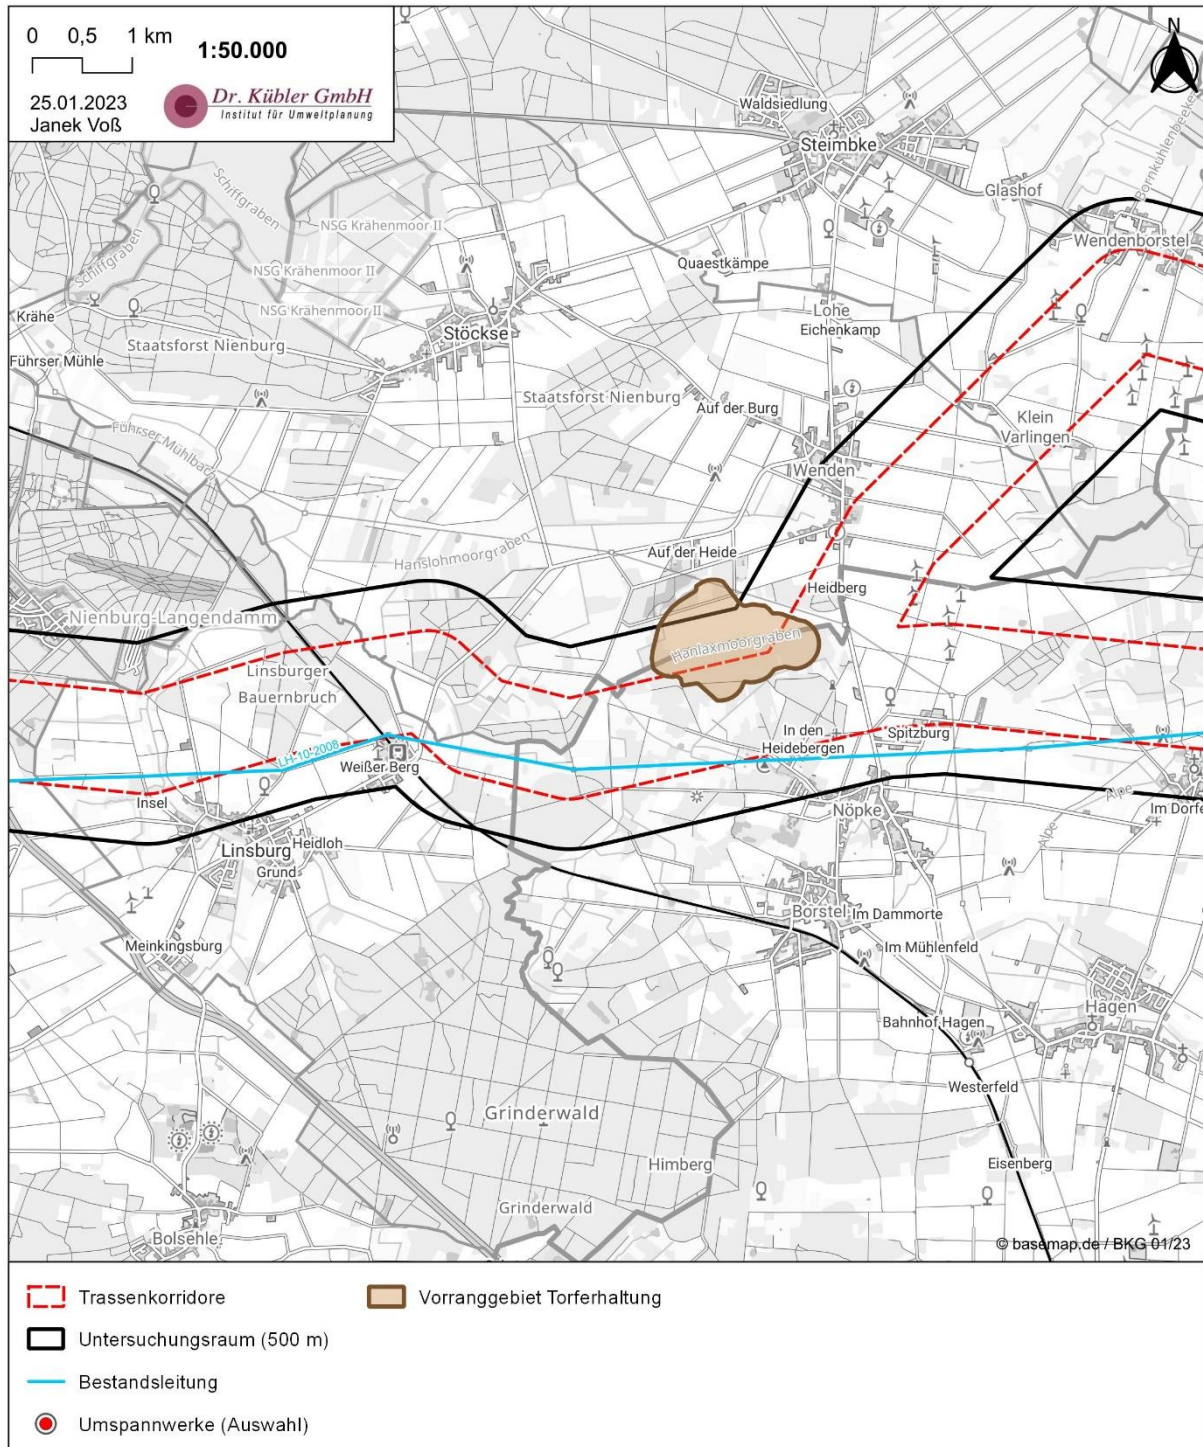 0 0,5 1 km
1:50.000
25.01.2023
Janek Voß
Dr. Kübler GmbH
Institut für Umweltplanung
N
Waldsiedlung
Steimbke
Glashof
Bornkühlenbeeke
Wendenborstel
Schiffgraben
NSG Krähenmoor II
Schiffgraben
NSG Krähenmoor II
NSG Krähenmoor II
Quaestkämpe
Krähe
Staatsforst Nienburg
Stöckse
Lohe
Eichenkamp
Führser Mühle
Staatsforst Nienburg
Auf der Burg
Klein
Varlingen
Führser Mühlbach
Wenden
Hanslohmoorgraben
Auf der Heide
Heidberg
Nienburg-Langendamm
Hanlaxmoorgraben
Linsburger
Bauernbruch
In den
Heidebergen
Spitzburg
LH-10-2008
Weißer Berg
Insel
Alpe
Im Dorfe
Nöpke
Alpe
Linsburg
Heidloh
Grund
Borstel
Im Dammorte
Meinkingsburg
Im Mühlenfeld
Hagen
Bahnhof Hagen
Westerfeld
Grinderwald
Himberg
Eisenberg
Grinderwald
Bolsehle
© basemap.de / BKG 01/23
Trassenkorridore
Vorranggebiet Torferhaltung
Untersuchungsraum (500 m)
Bestandsleitung
Umspannwerke (Auswahl)